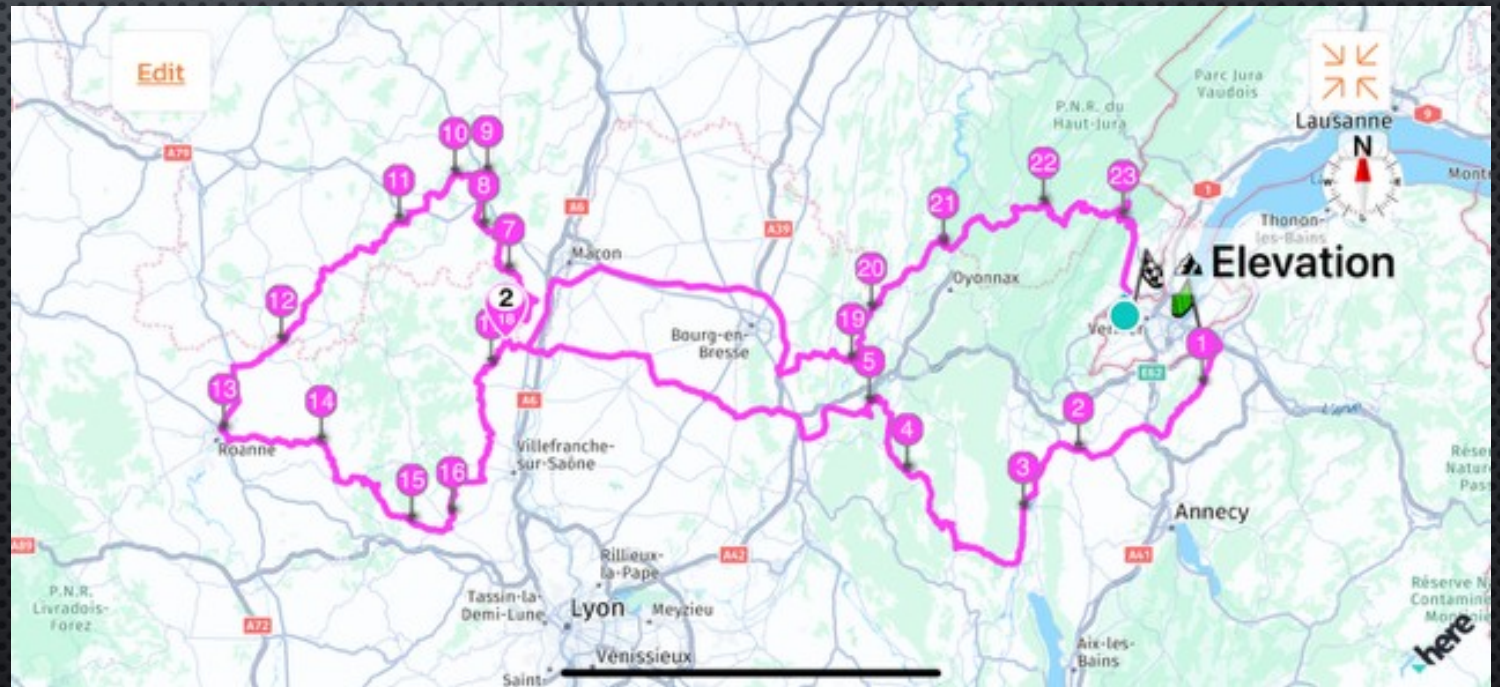 Edit
Parc Jura
Vaudois
P.N.R. du
Haut-Jura
Lausanne
9
N
A79
10
9
11
8
22
23
1
7
21
A6
A39
Thonon-
les-Bains
Mâcon
20
Oyonnax
Elevation
12
2
19
Bourg-en-
Bresse
5
1
E62
13
14
A6
2
4
Roanne
Villefranche-
sur-Saône
15
16
3
Annecy
A89
Rillieux-
la-Pape
A42
A41
P.N.R.
Livradois-
Forez
Tassin-la-
Demi-Lune
Lyon
Meyzieu
A72
Vénissieux
Aix-les-
Bains
Saint-
here